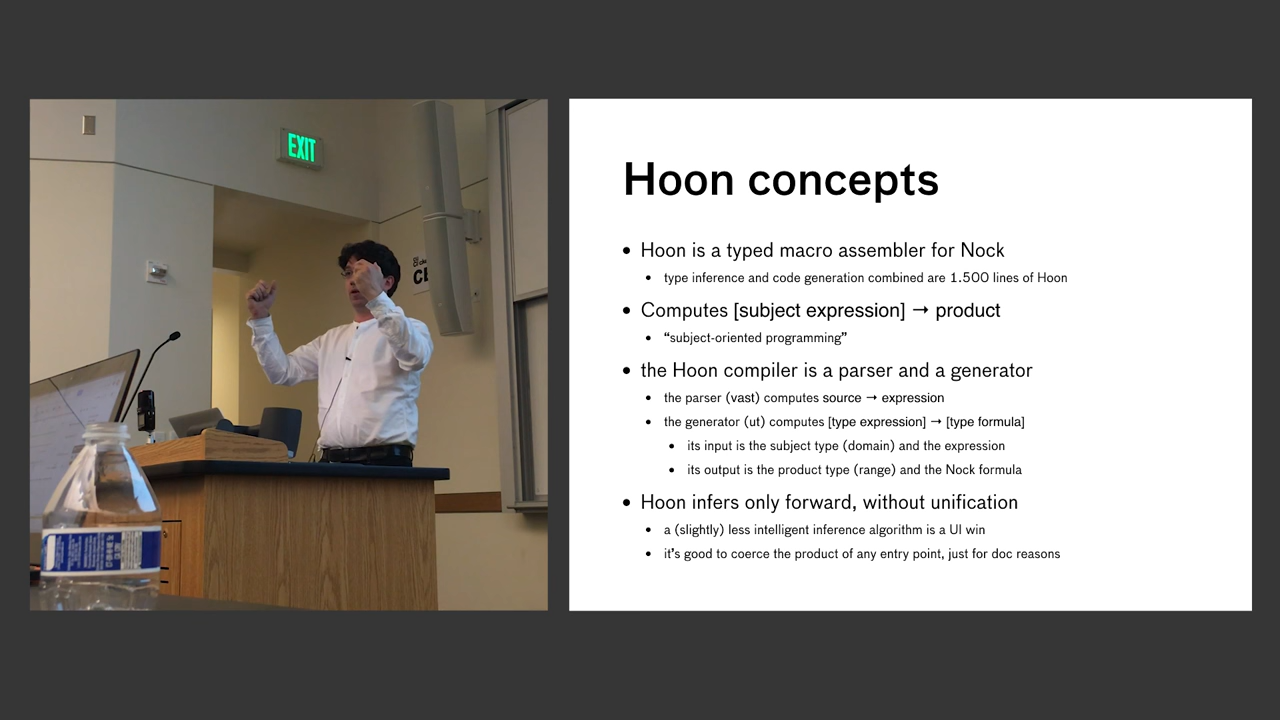 EXIT
Hoon concepts
• Hoon is a typed macro assembler for Nock
• type inference and code generation combined are 1.500 lines of Hoon
• Computes [subject expression] → product
• “subject-oriented programming”
• the Hoon compiler is a parser and a generator
• the parser (vast) computes source → expression
• the generator (ut) computes [type expression] → [type formula]
• its input is the subject type (domain) and the expression
• its output is the product type (range) and the Nock formula
• Hoon infers only forward, without unification
• a (slightly) less intelligent inference algorithm is a UI win
• it’s good to coerce the product of any entry point, just for doc reasons